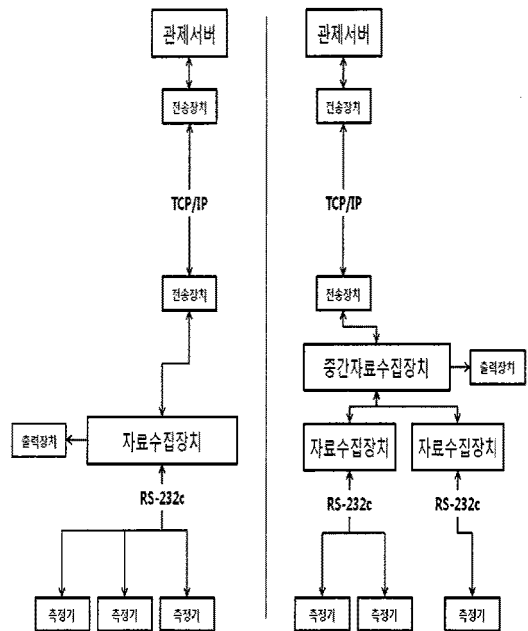 관제서버
전송장치
TCP/IP
전송장치
출력장치
자료수집장치
RS-232c
측정기
측정기
측정기
관제서버
전송장치
TCP/IP
전송장치
중간자료수집장치
출력장치
자료수집장치
자료수집장치
RS-232c
RS-232c
측정기
측정기
측정기